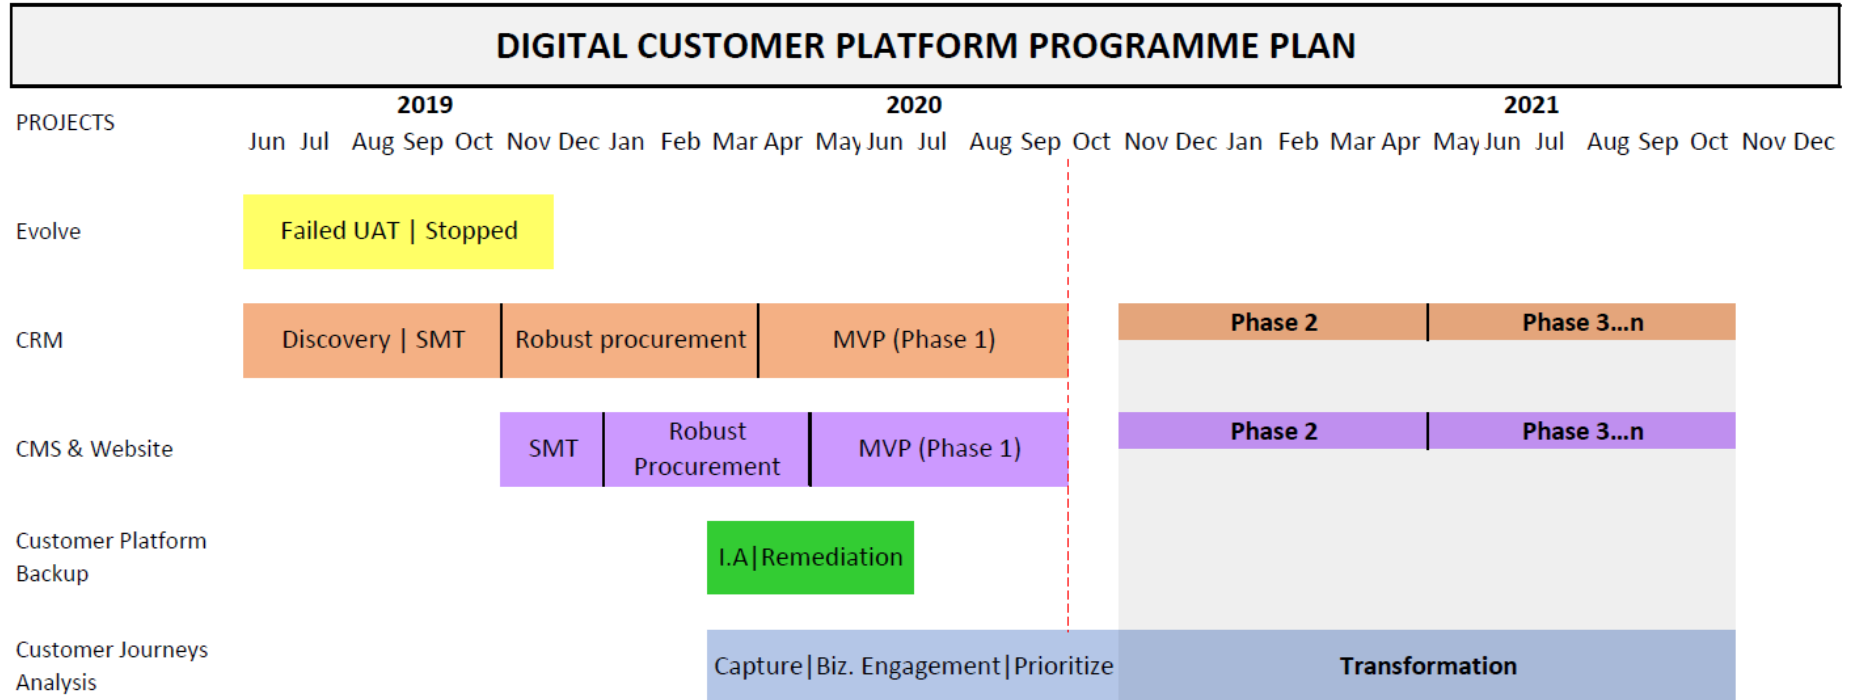 DIGITAL CUSTOMER PLATFORM PROGRAMME PLAN
2019 2020 2021
PROJECTS
Jun Jul Aug Sep Oct Nov Dec Jan Feb Mar Apr May Jun Jul Aug Sep Oct Nov Dec Jan Feb Mar Apr May Jun Jul Aug Sep Oct Nov Dec
Evolve
Failed UAT | Stopped
CRM
Discovery | SMT
Robust procurement
MVP (Phase 1)
Phase 2
Phase 3...n
CMS & Website
SMT
Robust
Procurement
MVP (Phase 1)
Phase 2
Phase 3...n
Customer Platform
Backup
I.A|Remediation
Customer Journeys
Analysis
Capture|Biz. Engagement|Prioritize
Transformation